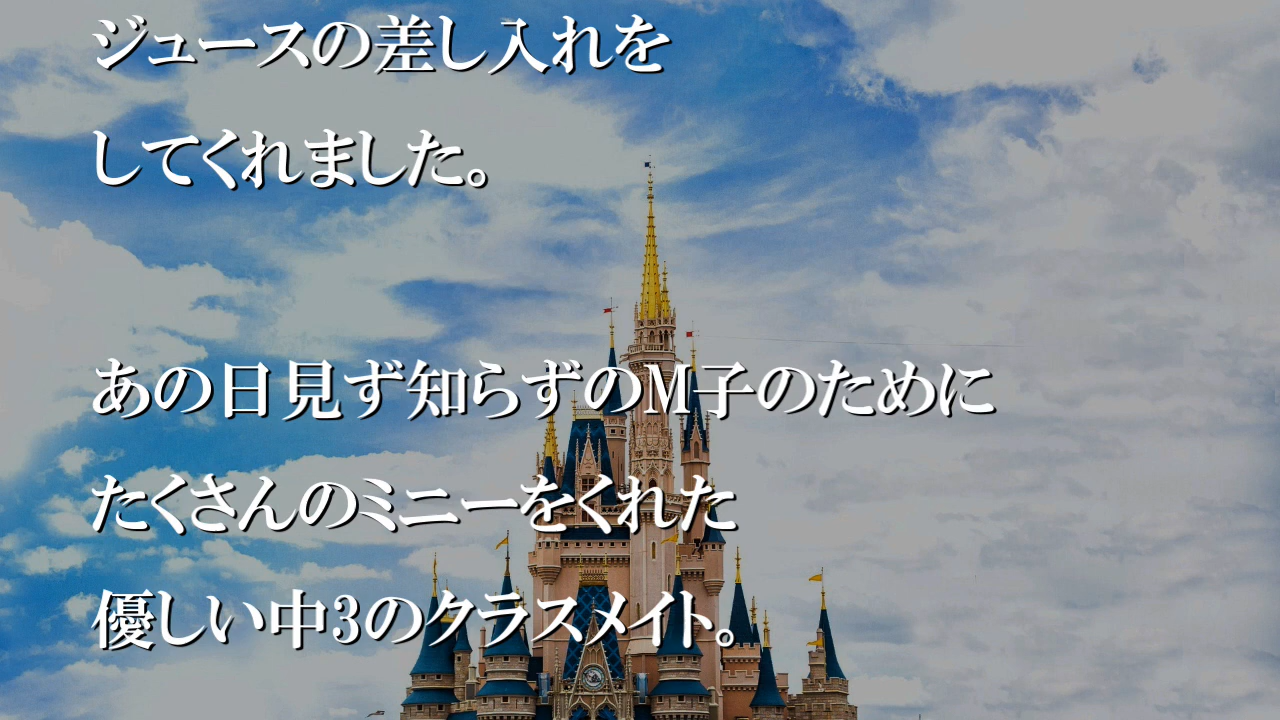 ジュースの差し入れを
してくれました。
あの日見ず知らずのM子のために
たくさんのミニーをくれた
優しい中3のクラスメイト。